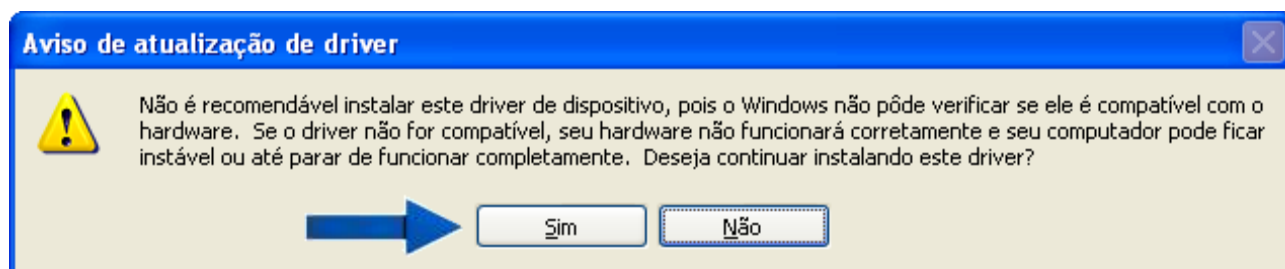 Aviso de atualização de driver
Não é recomendável instalar este driver de dispositivo, pois o Windows não pôde verificar se ele é compatível com o
hardware.  Se o driver não for compatível, seu hardware não funcionará corretamente e seu computador pode ficar
instável ou até parar de funcionar completamente.  Deseja continuar instalando este driver?
Sim Não